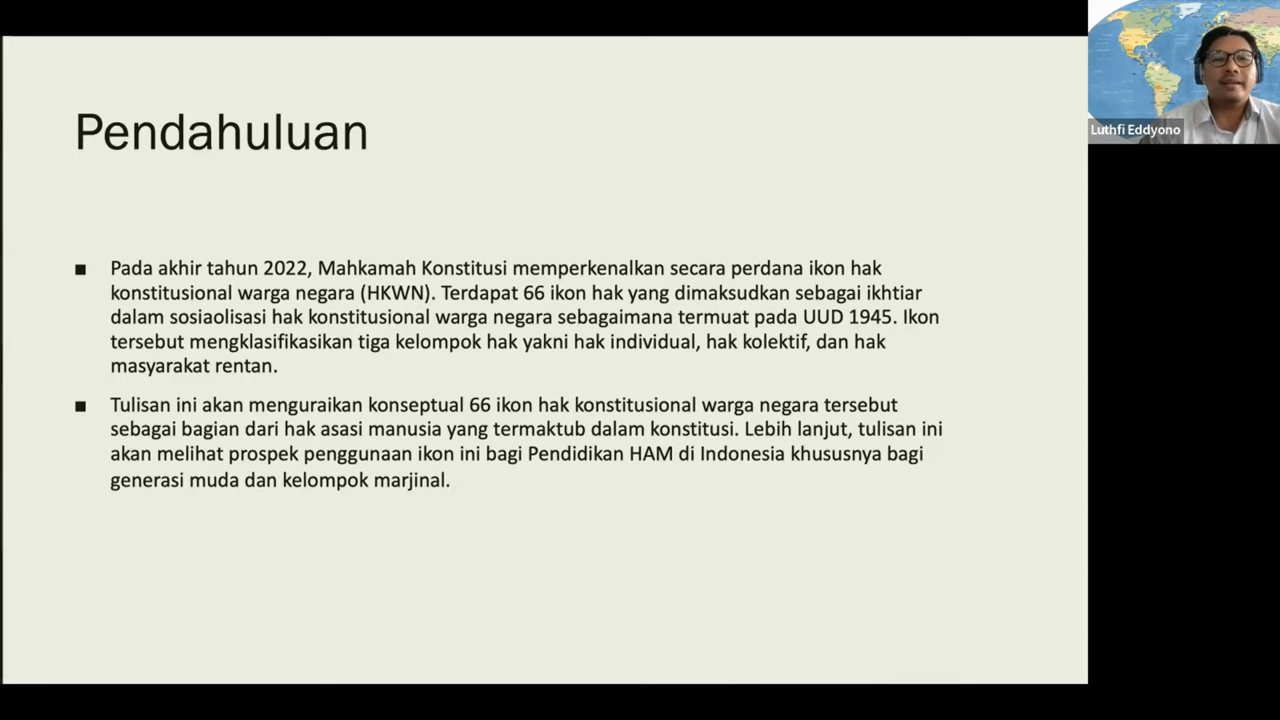 Pendahuluan
Pada akhir tahun 2022, Mahkamah Konstitusi memperkenalkan secara perdana ikon hak
konstitusional warga negara (HKWN). Terdapat 66 ikon hak yang dimaksudkan sebagai ikhtiar
dalam sosiaolisasi hak konstitusional warga negara sebagaimana termuat pada UUD 1945. Ikon
tersebut mengklasifikasikan tiga kelompok hak yakni hak individual, hak kolektif, dan hak
masyarakat rentan.
Tulisan ini akan menguraikan konseptual 66 ikon hak konstitusional warga negara tersebut
sebagai bagian dari hak asasi manusia yang termaktub dalam konstitusi. Lebih lanjut, tulisan ini
akan melihat prospek penggunaan ikon ini bagi Pendidikan HAM di Indonesia khususnya bagi
generasi muda dan kelompok marjinal.
Luthfi Eddyono